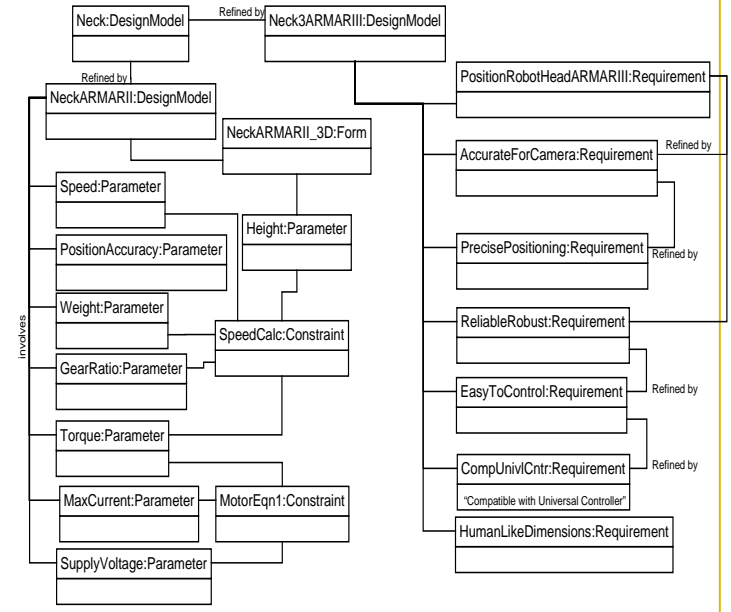 Neck:DesignModel
Refined by
Neck3ARMARIII:DesignModel
Refined by
NeckARMARII:DesignModel
NeckARMARII_3D:Form
Speed:Parameter
Height:Parameter
PositionAccuracy:Parameter
involves
Weight:Parameter
SpeedCalc:Constraint
GearRatio:Parameter
Torque:Parameter
MaxCurrent:Parameter
MotorEqn1:Constraint
SupplyVoltage:Parameter
PositionRobotHeadARMARIII:Requirement
AccurateForCamera:Requirement
Refined by
PrecisePositioning:Requirement
Refined by
ReliableRobust:Requirement
EasyToControl:Requirement
Refined by
CompUnivlCntr:Requirement
Refined by
“Compatible with Universal Controller”
HumanLikeDimensions:Requirement